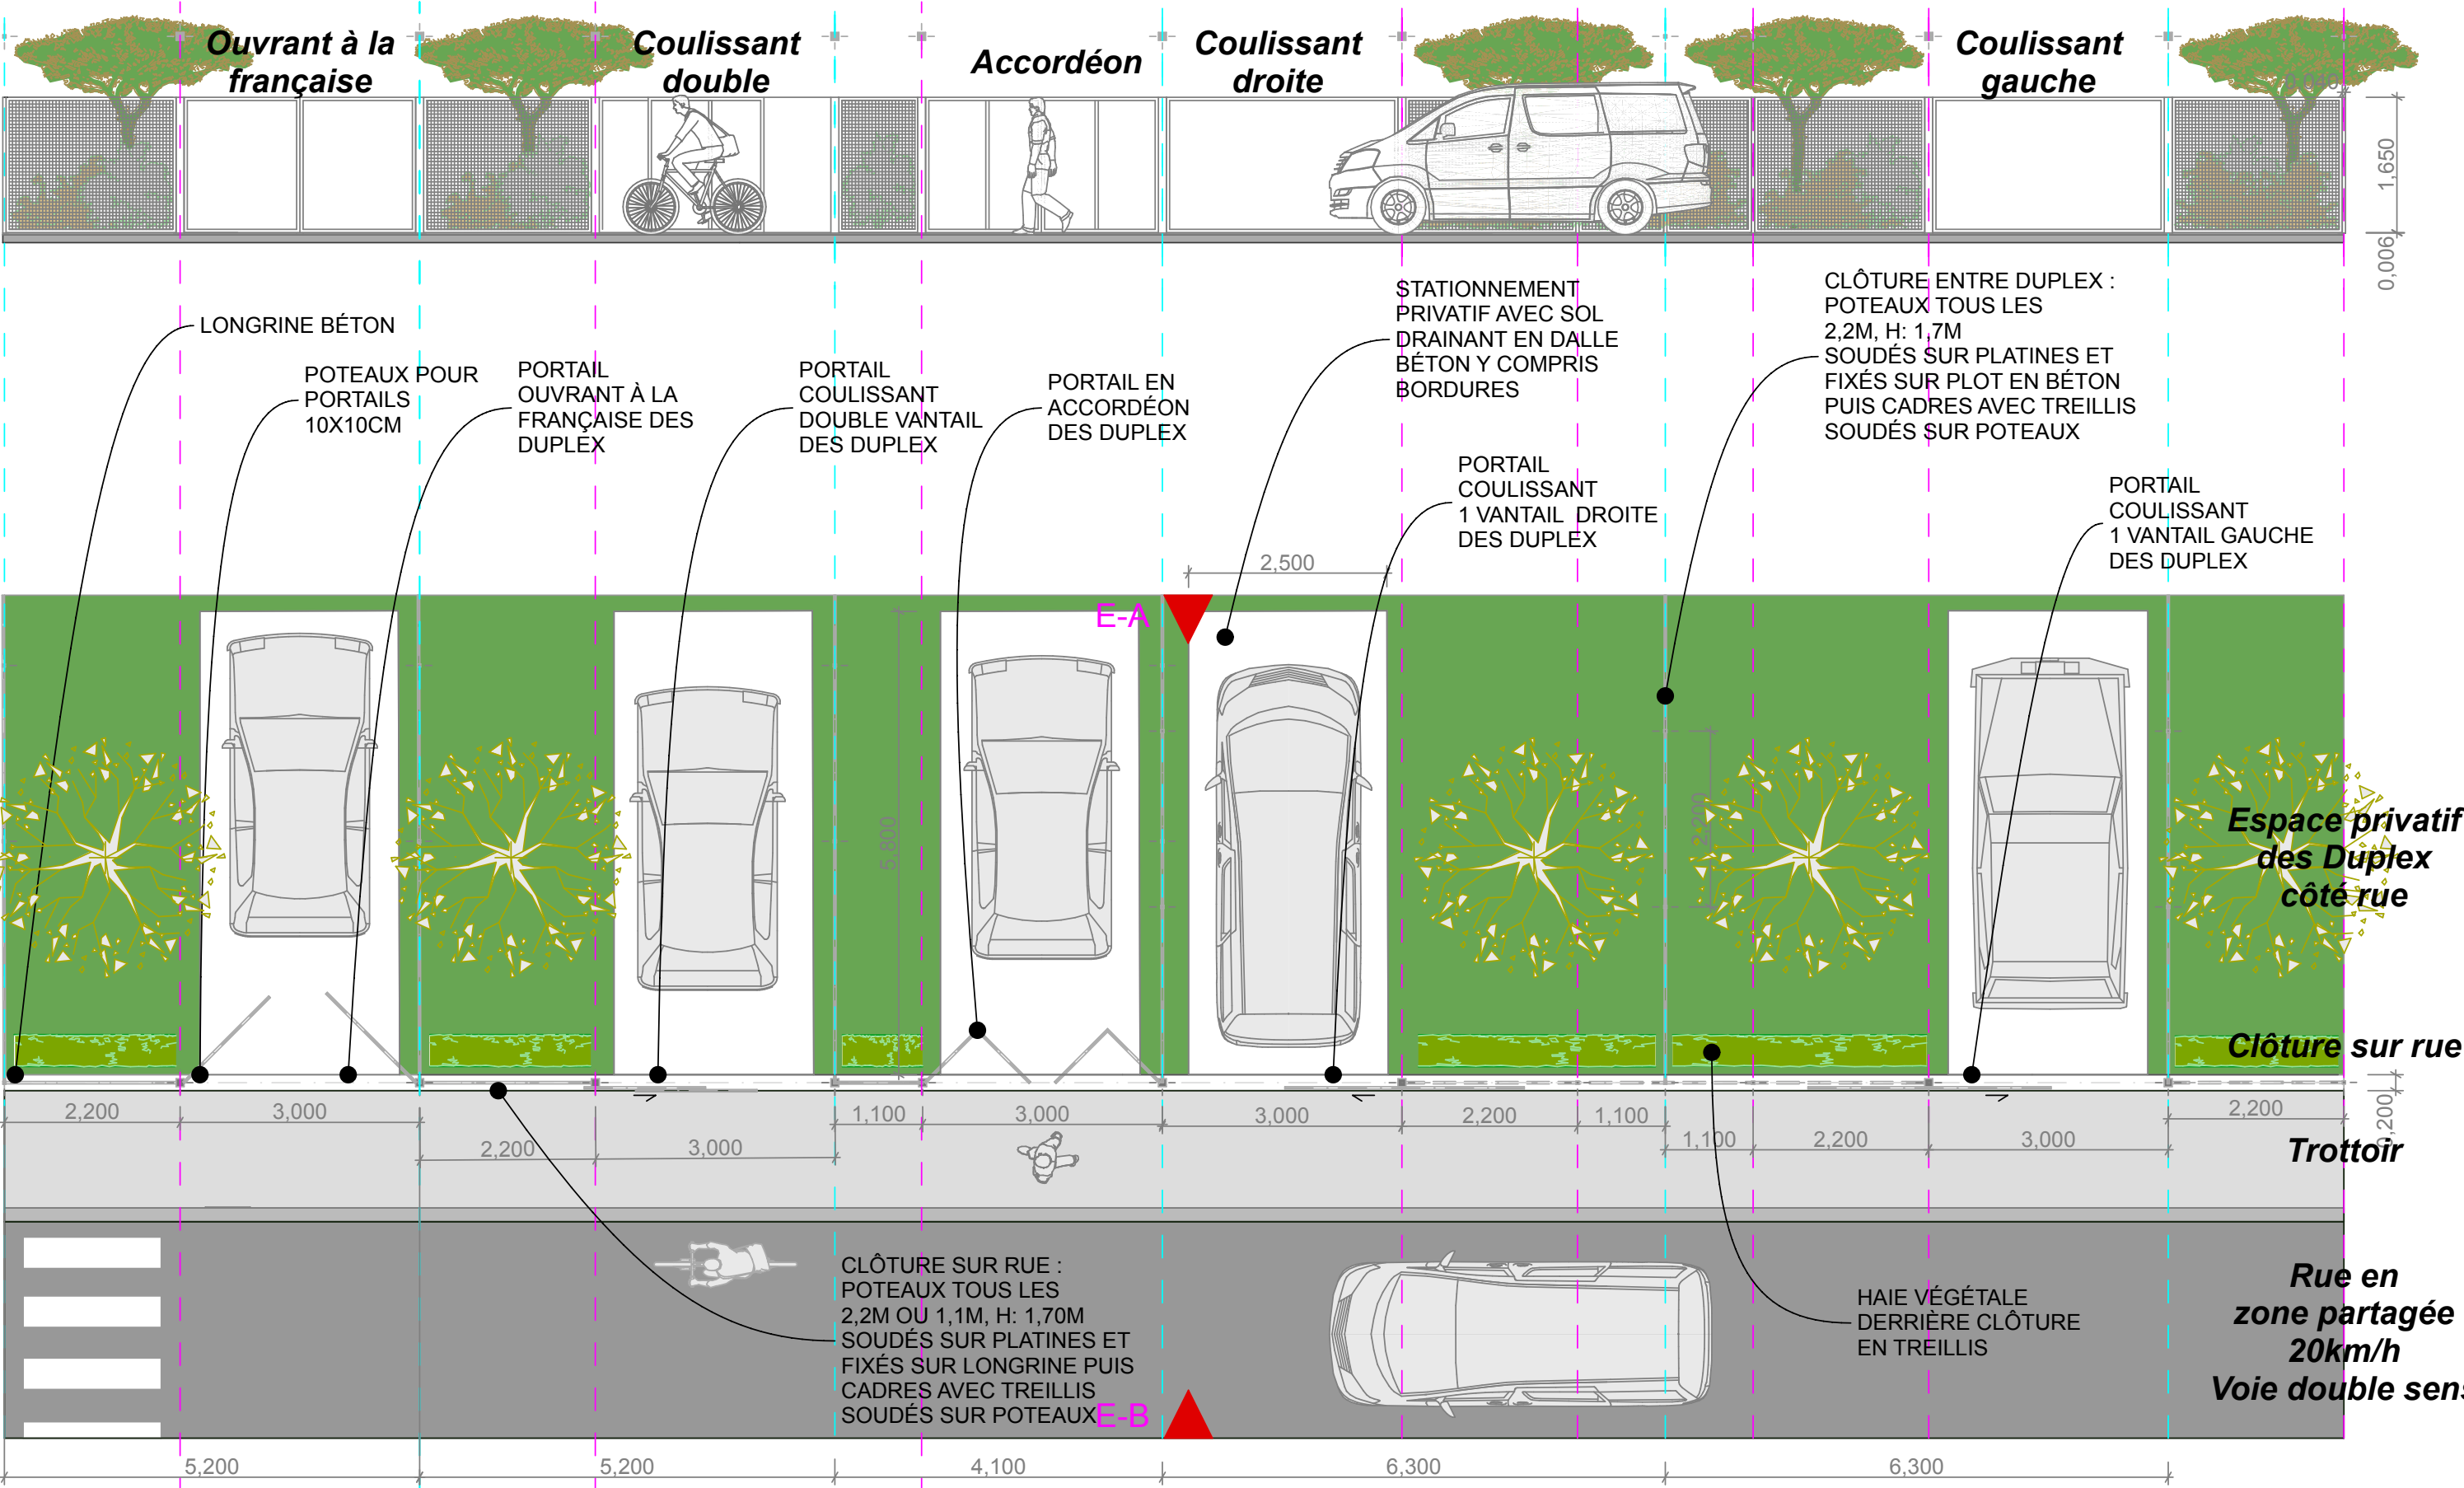 Ouvrant à la
française
Coulissant
double
Accordéon
Coulissant
droite
Coulissant
gauche
0,040
1,650
0,006
LONGRINE BÉTON
POTEAUX POUR
PORTAILS
10X10CM
PORTAIL
OUVRANT À LA
FRANÇAISE DES
DUPLEX
PORTAIL
COULISSANT
DOUBLE VANTAIL
DES DUPLEX
PORTAIL EN
ACCORDÉON
DES DUPLEX
STATIONNEMENT
PRIVATIF AVEC SOL
DRAINANT EN DALLE
BÉTON Y COMPRIS
BORDURES
PORTAIL
COULISSANT
1 VANTAIL DROITE
DES DUPLEX
CLÔTURE ENTRE DUPLEX :
POTEAUX TOUS LES
2,2M, H: 1,7M
SOUDÉS SUR PLATINES ET
FIXÉS SUR PLOT EN BÉTON
PUIS CADRES AVEC TREILLIS
SOUDÉS SUR POTEAUX
PORTAIL
COULISSANT
1 VANTAIL GAUCHE
DES DUPLEX
2,500
E-A
5,800
2,200
Espace privatif
des Duplex
côté rue
Clôture sur rue
2,200
3,000
2,200
3,000
1,100
3,000
3,000
2,200
1,100
1,100
2,200
3,000
2,200
0,200
Trottoir
CLÔTURE SUR RUE :
POTEAUX TOUS LES
2,2M OU 1,1M, H: 1,70M
SOUDÉS SUR PLATINES ET
FIXÉS SUR LONGRINE PUIS
CADRES AVEC TREILLIS
SOUDÉS SUR POTEAUX
E-B
HAIE VÉGÉTALE
DERRIÈRE CLÔTURE
EN TREILLIS
Rue en
zone partagée
20km/h
Voie double sens
5,200
5,200
4,100
6,300
6,300